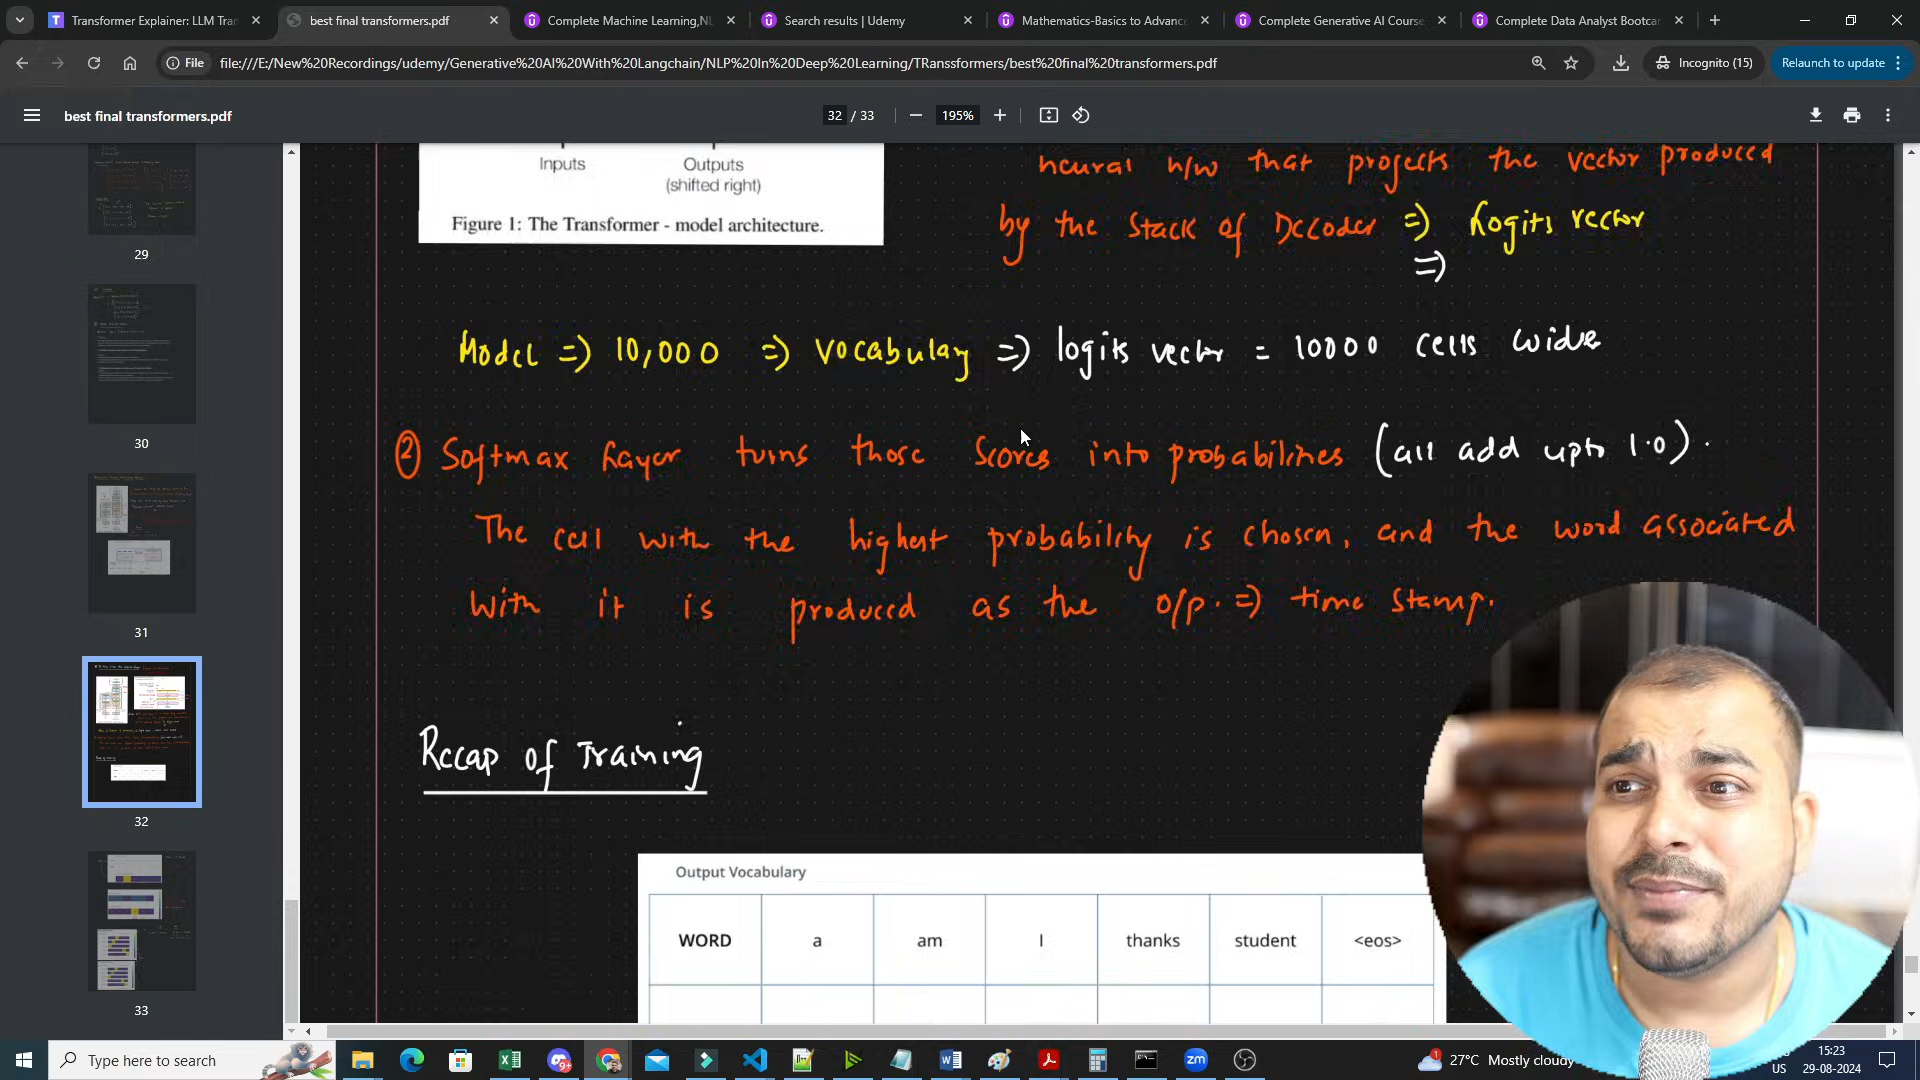 Transformer Explainer: LLM Tran
best final transformers.pdf
Complete Machine Learning,NL
Search results | Udemy
Mathematics-Basics to Advance
Complete Generative AI Course
Complete Data Analyst Bootcam
File
file:///E:/New%20Recordings/udemy/Generative%20AI%20With%20Langchain/NLP%20In%20Deep%20Learning/TRanssformers/best%20final%20transformers.pdf
Incognito (15)
Relaunch to update
best final transformers.pdf
32 / 33
195%
29
30
31
32
33
Inputs
Outputs
(shifted right)
Figure 1: The Transformer - model architecture.
neural n/w that projects the vector produced
by the stack of Decoder => Logits vector
=>
Model => 10,000 => vocabulary => logits vector = 10000 cells wide
② Softmax Layer turns those scores into probabilities (all add upto 1.0).
The cell with the highest probability is chosen, and the word associated
with it is produced as the o/p. => time stamp.
Recap of Training
Output Vocabulary
WORD a am I thanks student <eos>
Type here to search
27°C Mostly cloudy
15:23
US 29-08-2024